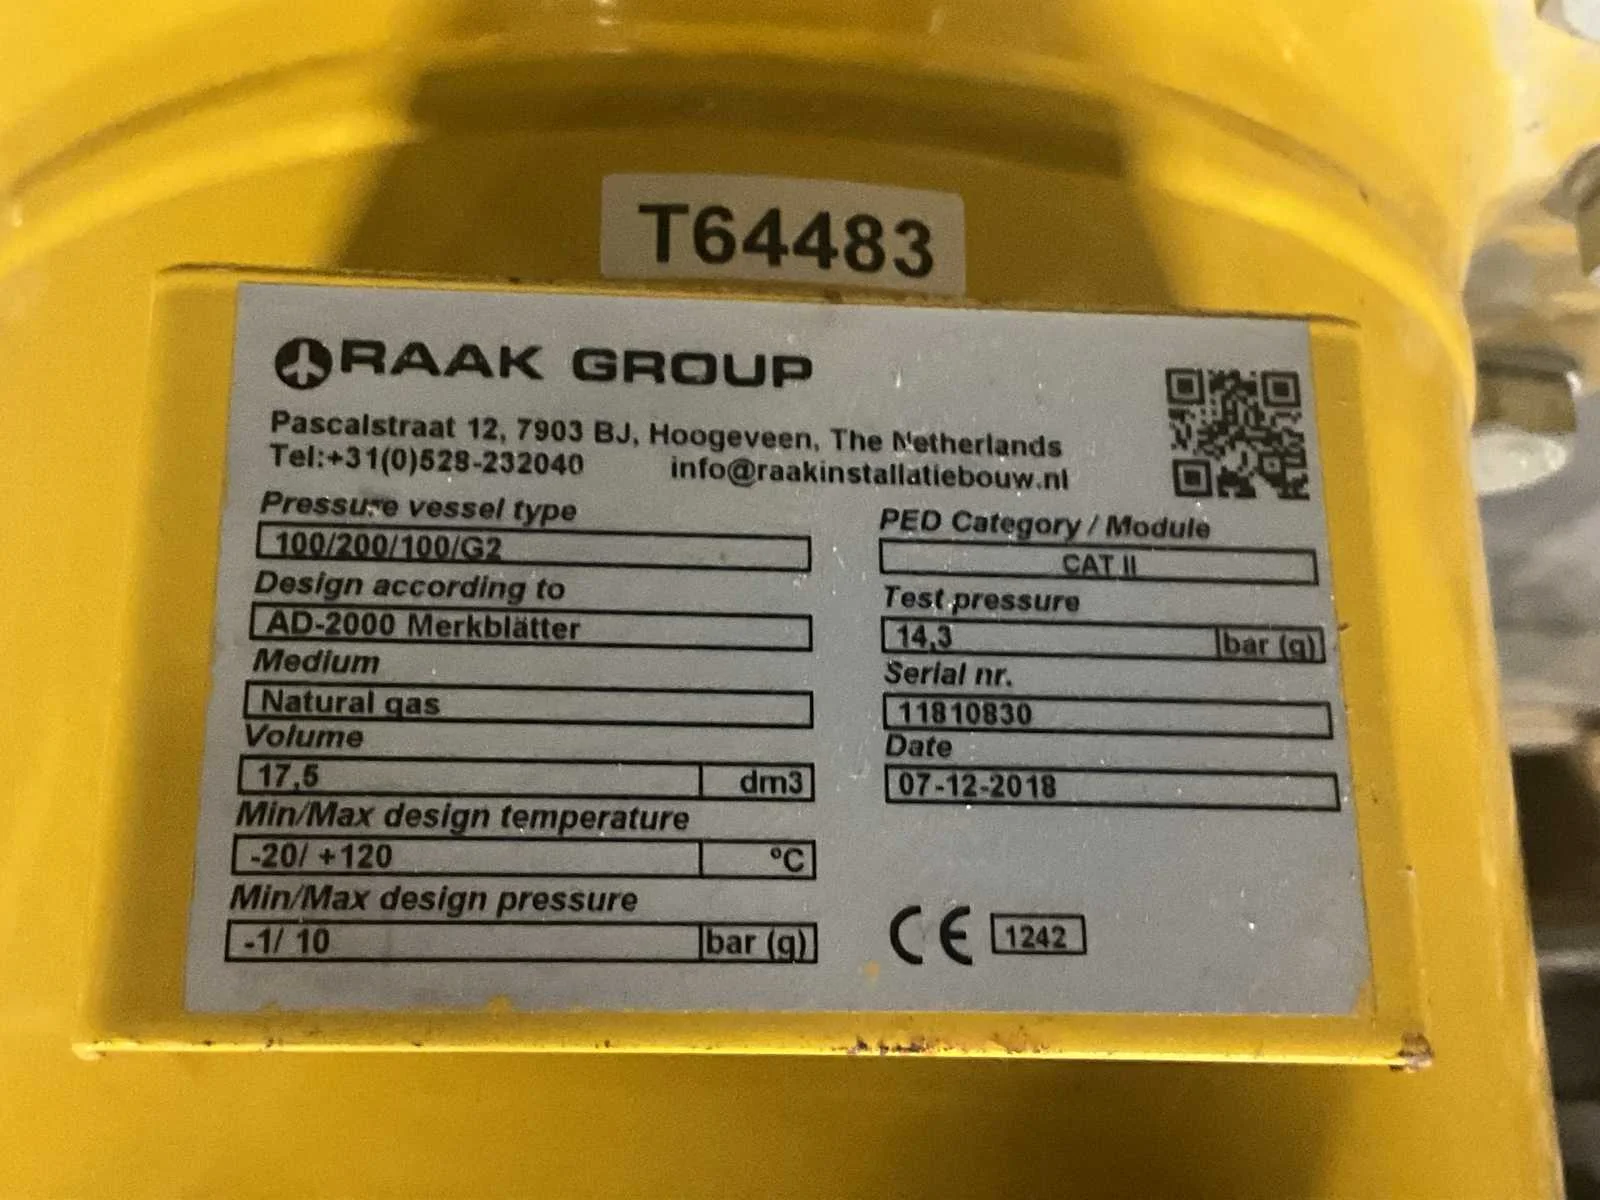 T64483
RAAK GROUP
Pascalstraat 12, 7903 BJ, Hoogeveen, The Netherlands
Tel:+31(0)528-232040 info@raakinstallatiebouw.nl
Pressure vessel type
100/200/100/G2
Design according to
AD-2000 Merkblätter
Medium
Natural gas
Volume
17,5 dm3
Min/Max design temperature
-20/ +120 °C
Min/Max design pressure
-1/ 10 bar (g)
PED Category / Module
CAT II
Test pressure
14,3 bar (g)
Serial nr.
11810830
Date
07-12-2018
CE 1242